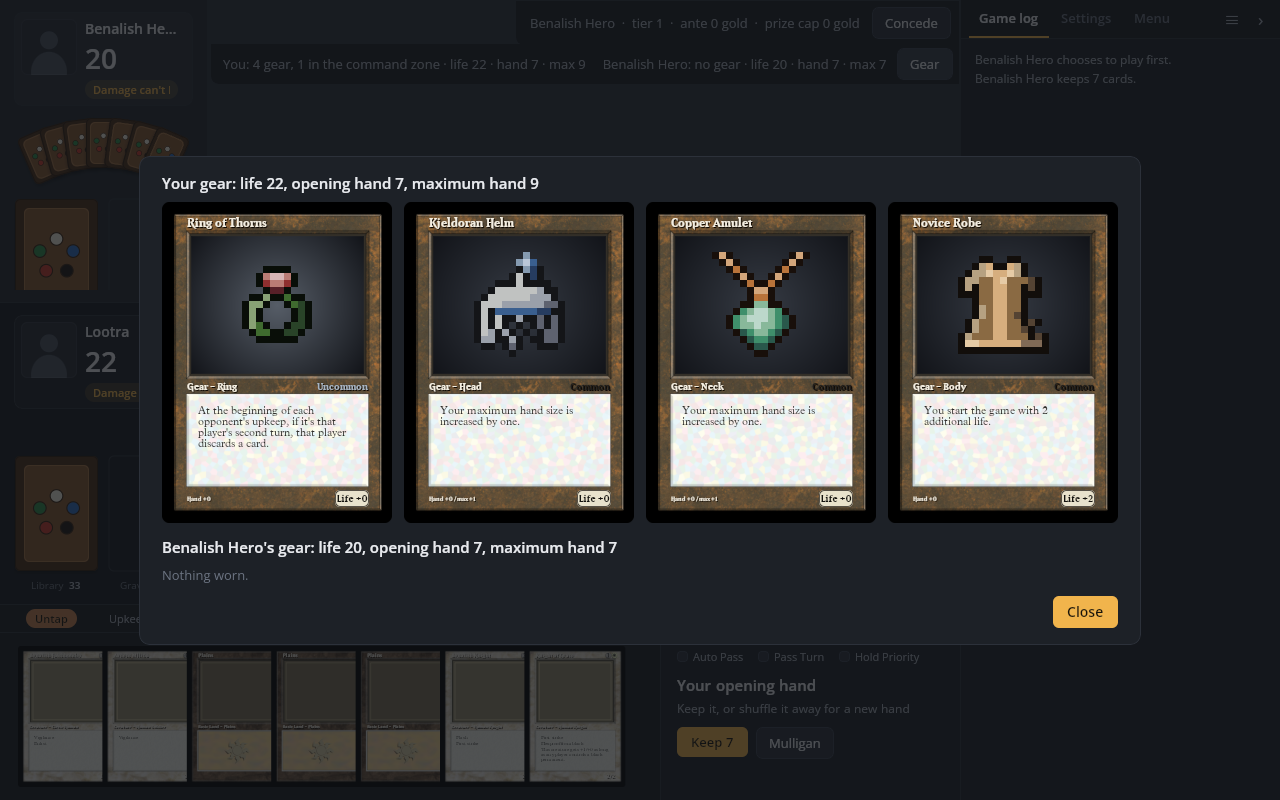 Benalish He...
20
Damage can't l
Benalish Hero · tier 1 · ante 0 gold · prize cap 0 gold
Concede
You: 4 gear, 1 in the command zone · life 22 · hand 7 · max 9
Benalish Hero: no gear · life 20 · hand 7 · max 7
Gear
Game log
Settings
Menu
Benalish Hero chooses to play first.
Benalish Hero keeps 7 cards.
Lootra
22
Damage
Library 33
Untap
Your gear: life 22, opening hand 7, maximum hand 9
Ring of Thorns
Gear – Ring
Uncommon
At the beginning of each
opponent's upkeep, if it's that
player's second turn, that player
discards a card.
Hand +0
Life +0
Kjeldoran Helm
Gear – Head
Common
Your maximum hand size is
increased by one.
Hand +0 / max +1
Life +0
Copper Amulet
Gear – Neck
Common
Your maximum hand size is
increased by one.
Hand +0 / max +1
Life +0
Novice Robe
Gear – Body
Common
You start the game with 2
additional life.
Hand +0
Life +2
Benalish Hero's gear: life 20, opening hand 7, maximum hand 7
Nothing worn.
Close
Auto Pass
Pass Turn
Hold Priority
Your opening hand
Keep it, or shuffle it away for a new hand
Keep 7
Mulligan
Plains
Plains
Plains